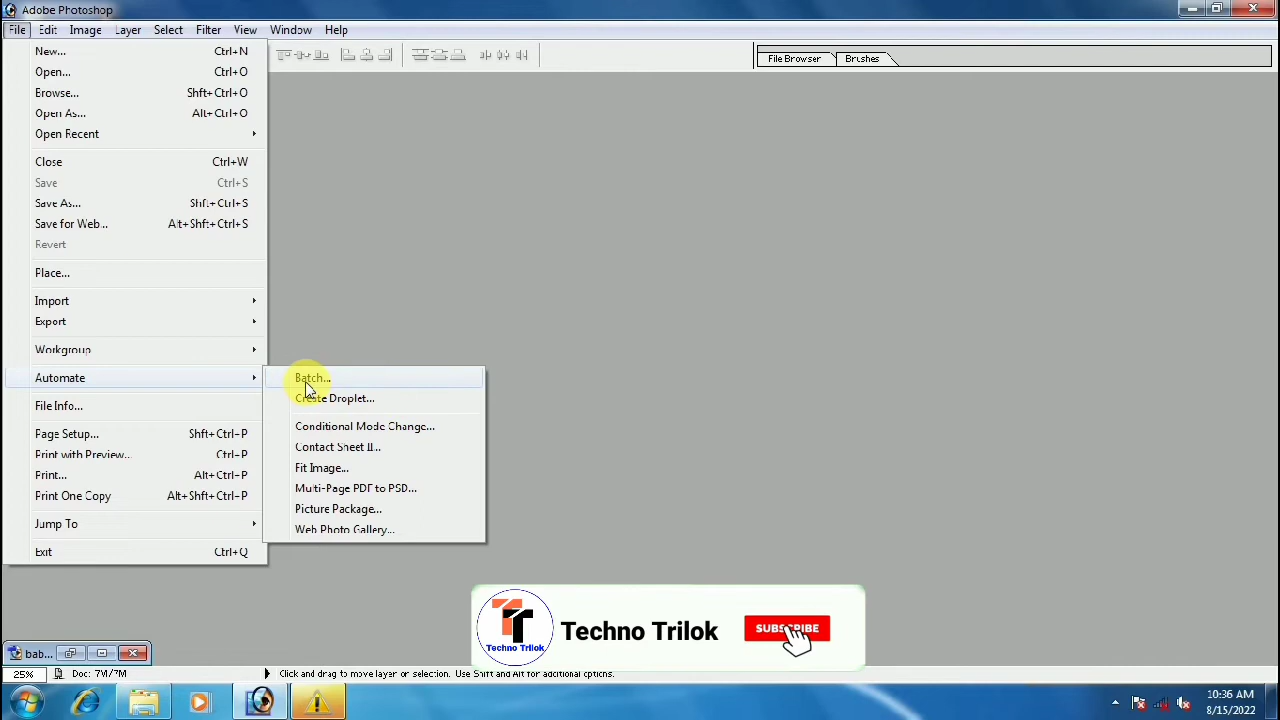 Adobe Photoshop
File Edit Image Layer Select Filter View Window Help
File Browser Brushes
New... Ctrl+N
Open... Ctrl+O
Browse... Shft+Ctrl+O
Open As... Alt+Ctrl+O
Open Recent
Close Ctrl+W
Save Ctrl+S
Save As... Shft+Ctrl+S
Save for Web... Alt+Shft+Ctrl+S
Revert
Place...
Import
Export
Workgroup
Automate
File Info...
Page Setup... Shft+Ctrl+P
Print with Preview... Ctrl+P
Print... Alt+Ctrl+P
Print One Copy Alt+Shft+Ctrl+P
Jump To
Exit Ctrl+Q
Batch...
Create Droplet...
Conditional Mode Change...
Contact Sheet II...
Fit Image...
Multi-Page PDF to PSD...
Picture Package...
Web Photo Gallery...
Techno Trilok
Techno Trilok
SUBSCRIBE
bab...
25% Doc: 7M/7M Click and drag to move layer or selection. Use Shift and Alt for additional options.
10:36 AM
8/15/2022